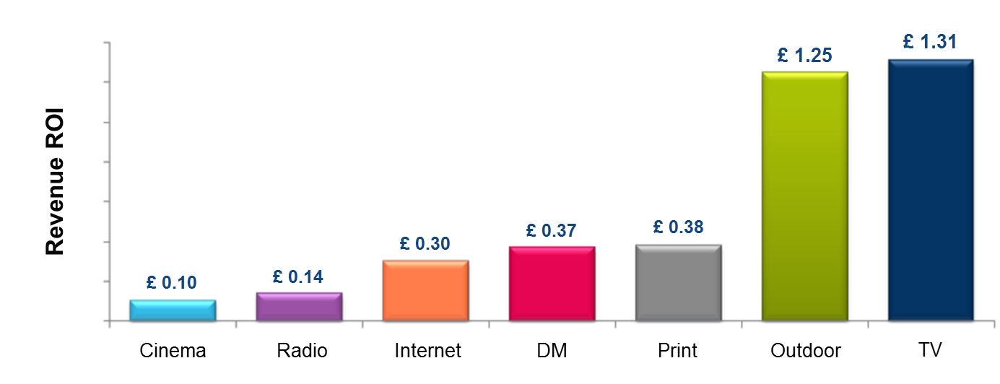 Revenue ROI
£ 0.10
£ 0.14
£ 0.30
£ 0.37
£ 0.38
£ 1.25
£ 1.31
Cinema
Radio
Internet
DM
Print
Outdoor
TV